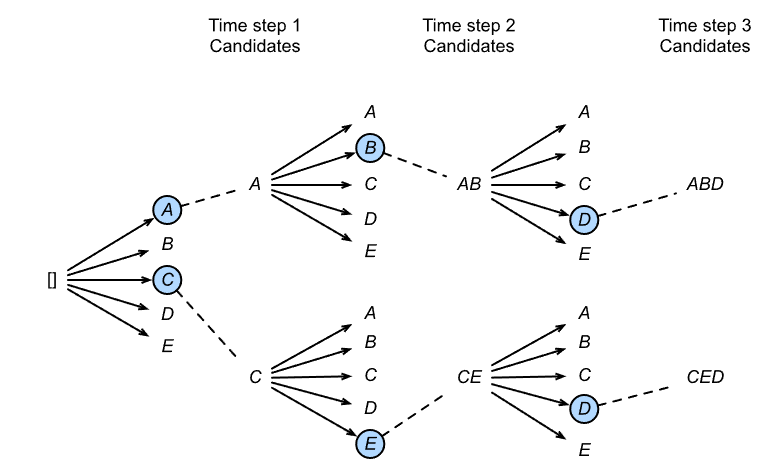 Time step 1
Candidates
Time step 2
Candidates
Time step 3
Candidates
[]
A
B
C
D
E
A
A
B
C
D
E
AB
A
B
C
D
E
ABD
C
A
B
C
D
E
CE
A
B
C
D
E
CED